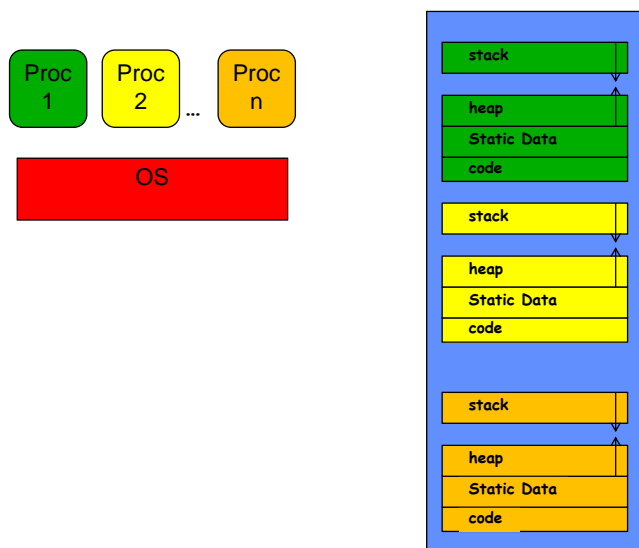 Proc
1
Proc
2
...
Proc
n
OS
stack
heap
Static Data
code
stack
heap
Static Data
code
stack
heap
Static Data
code